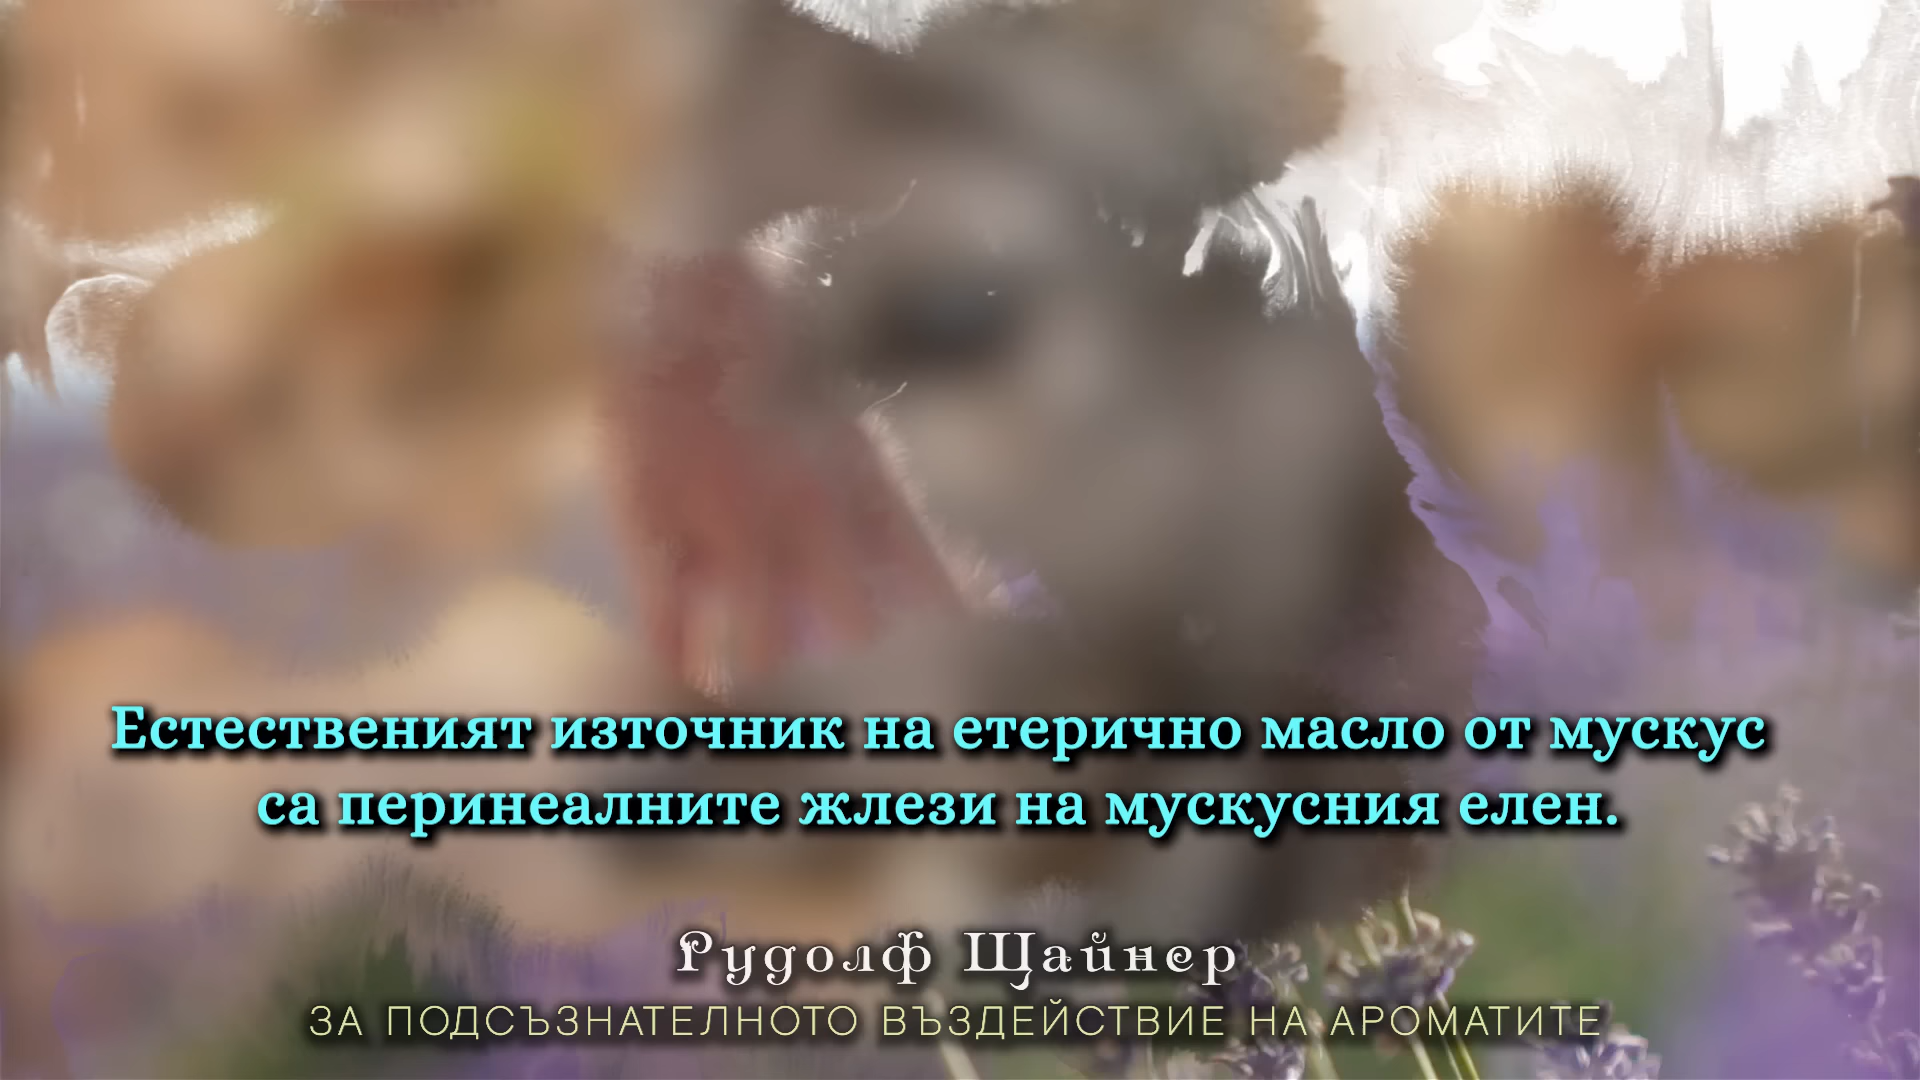 Естествeният източник на етерично масло от мускус
са перинеалните жлези на мускусния елен.
Рудолф Щайнер
ЗА ПОДСЪЗНАТЕЛНОТО ВЪЗДЕЙСТВИЕ НА АРОМАТИТЕ